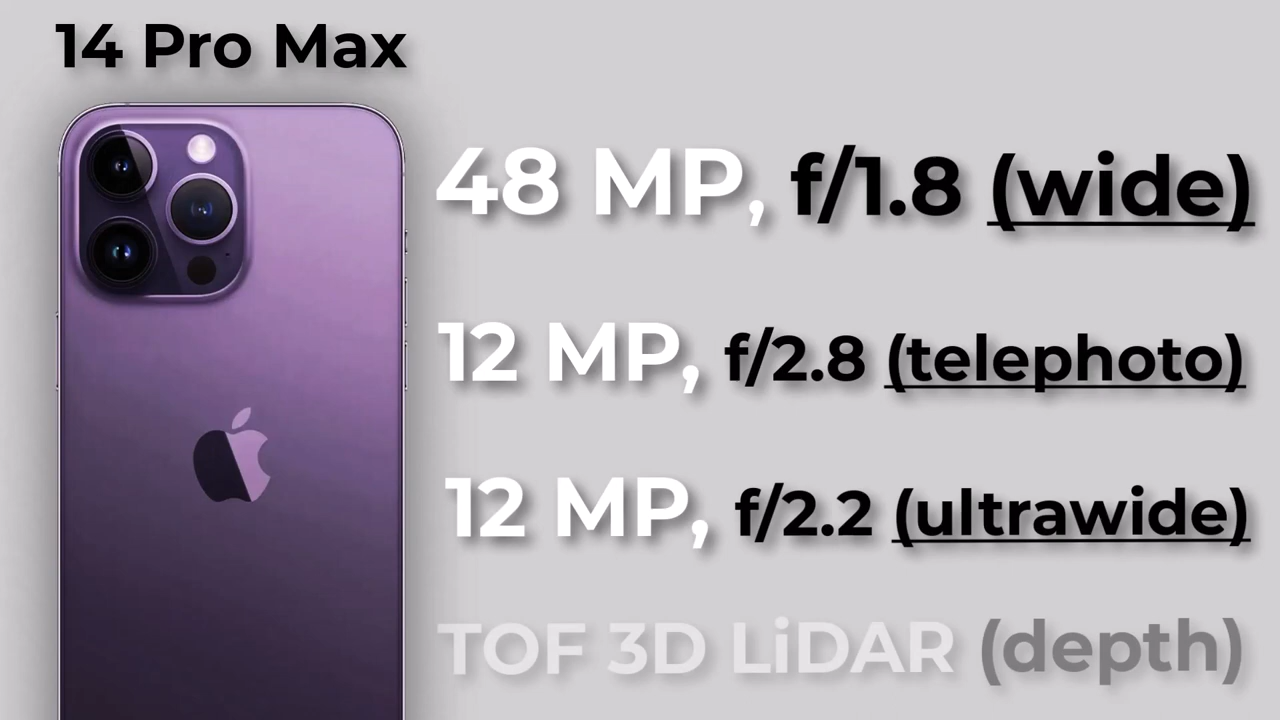 14 Pro Max
48 MP, f/1.8 (wide)
12 MP, f/2.8 (telephoto)
12 MP, f/2.2 (ultrawide)
TOF 3D LiDAR (depth)